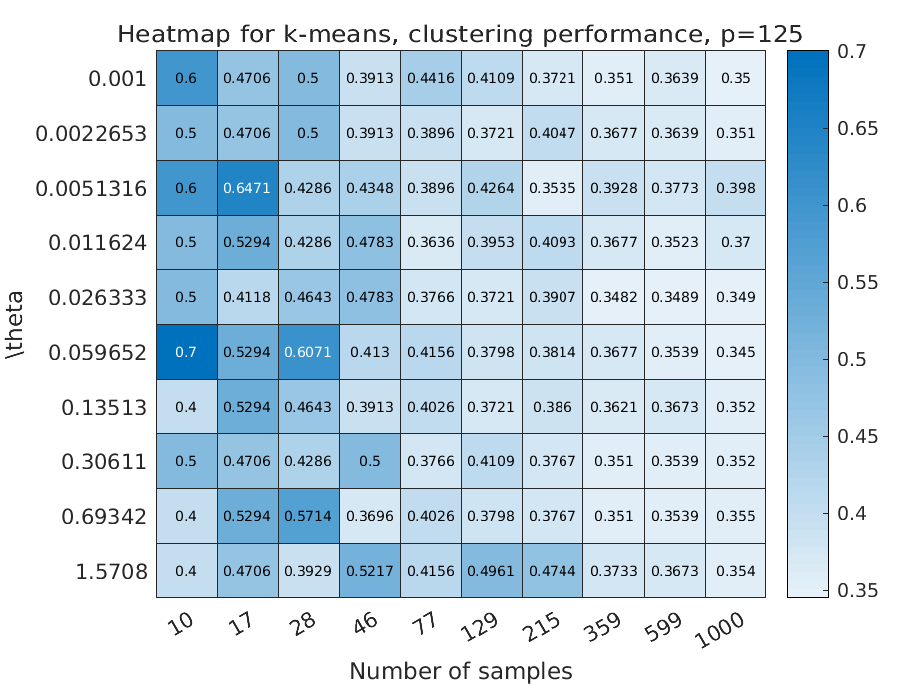 Heatmap for k-means, clustering performance, p=125
0.001 0.6 0.4706 0.5 0.3913 0.4416 0.4109 0.3721 0.351 0.3639 0.35
0.0022653 0.5 0.4706 0.5 0.3913 0.3896 0.3721 0.4047 0.3677 0.3639 0.351
0.0051316 0.6 0.6471 0.4286 0.4348 0.3896 0.4264 0.3535 0.3928 0.3773 0.398
0.011624 0.5 0.5294 0.4286 0.4783 0.3636 0.3953 0.4093 0.3677 0.3523 0.37
0.026333 0.5 0.4118 0.4643 0.4783 0.3766 0.3721 0.3907 0.3482 0.3489 0.349
0.059652 0.7 0.5294 0.6071 0.413 0.4156 0.3798 0.3814 0.3677 0.3539 0.345
0.13513 0.4 0.5294 0.4643 0.3913 0.4026 0.3721 0.386 0.3621 0.3673 0.352
0.30611 0.5 0.4706 0.4286 0.5 0.3766 0.4109 0.3767 0.351 0.3539 0.352
0.69342 0.4 0.5294 0.5714 0.3696 0.4026 0.3798 0.3767 0.351 0.3539 0.355
1.5708 0.4 0.4706 0.3929 0.5217 0.4156 0.4961 0.4744 0.3733 0.3673 0.354
10 17 28 46 77 129 215 359 599 1000
Number of samples
\theta
0.7
0.65
0.6
0.55
0.5
0.45
0.4
0.35